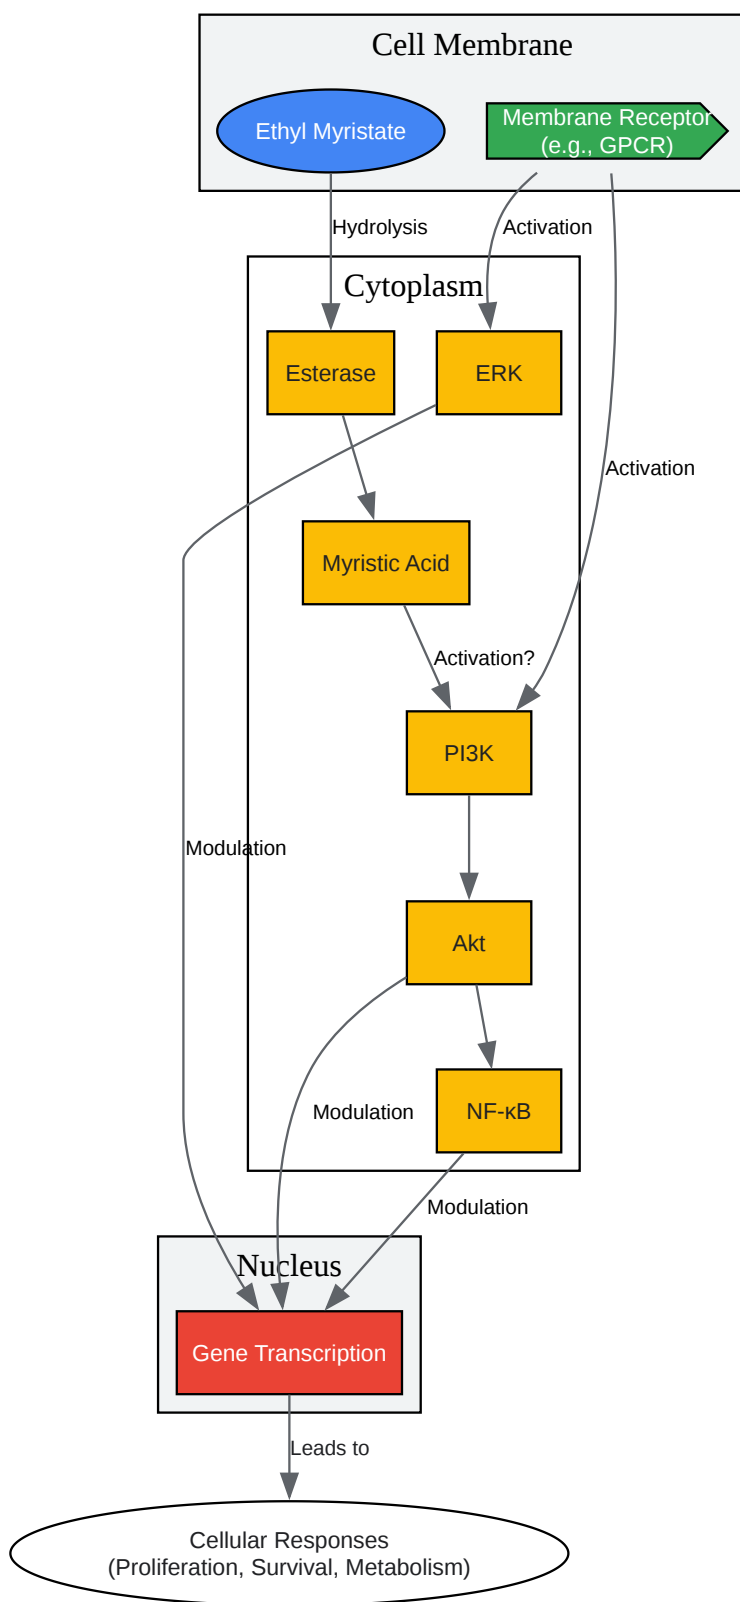 Cell Membrane
Ethyl Myristate
Membrane Receptor
(e.g., GPCR)
Hydrolysis
Activation
Cytoplasm
Esterase
ERK
Activation
Myristic Acid
Activation?
PI3K
Modulation
Akt
Modulation
NF-κB
Modulation
Nucleus
Gene Transcription
Leads to
Cellular Responses
(Proliferation, Survival, Metabolism)